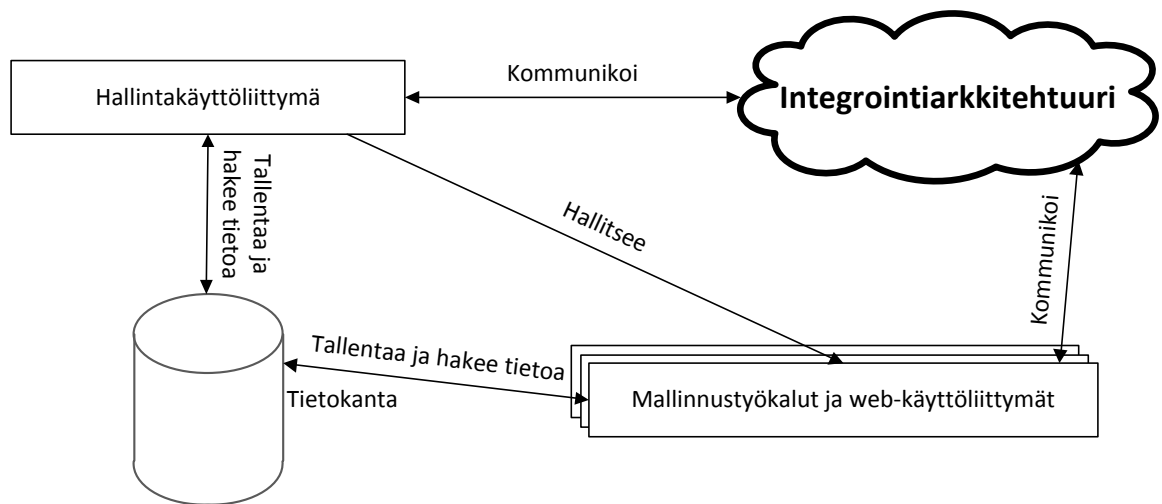 Kommunikoi
Hallintakäyttöliittymä
Integrointiarkkitehtuuri
Tallentaa ja
hakee tietoa
Hallitsee
Kommunikoi
Tallentaa ja hakee tietoa
Tietokanta
Mallinnustyökalut ja web-käyttöliittymät